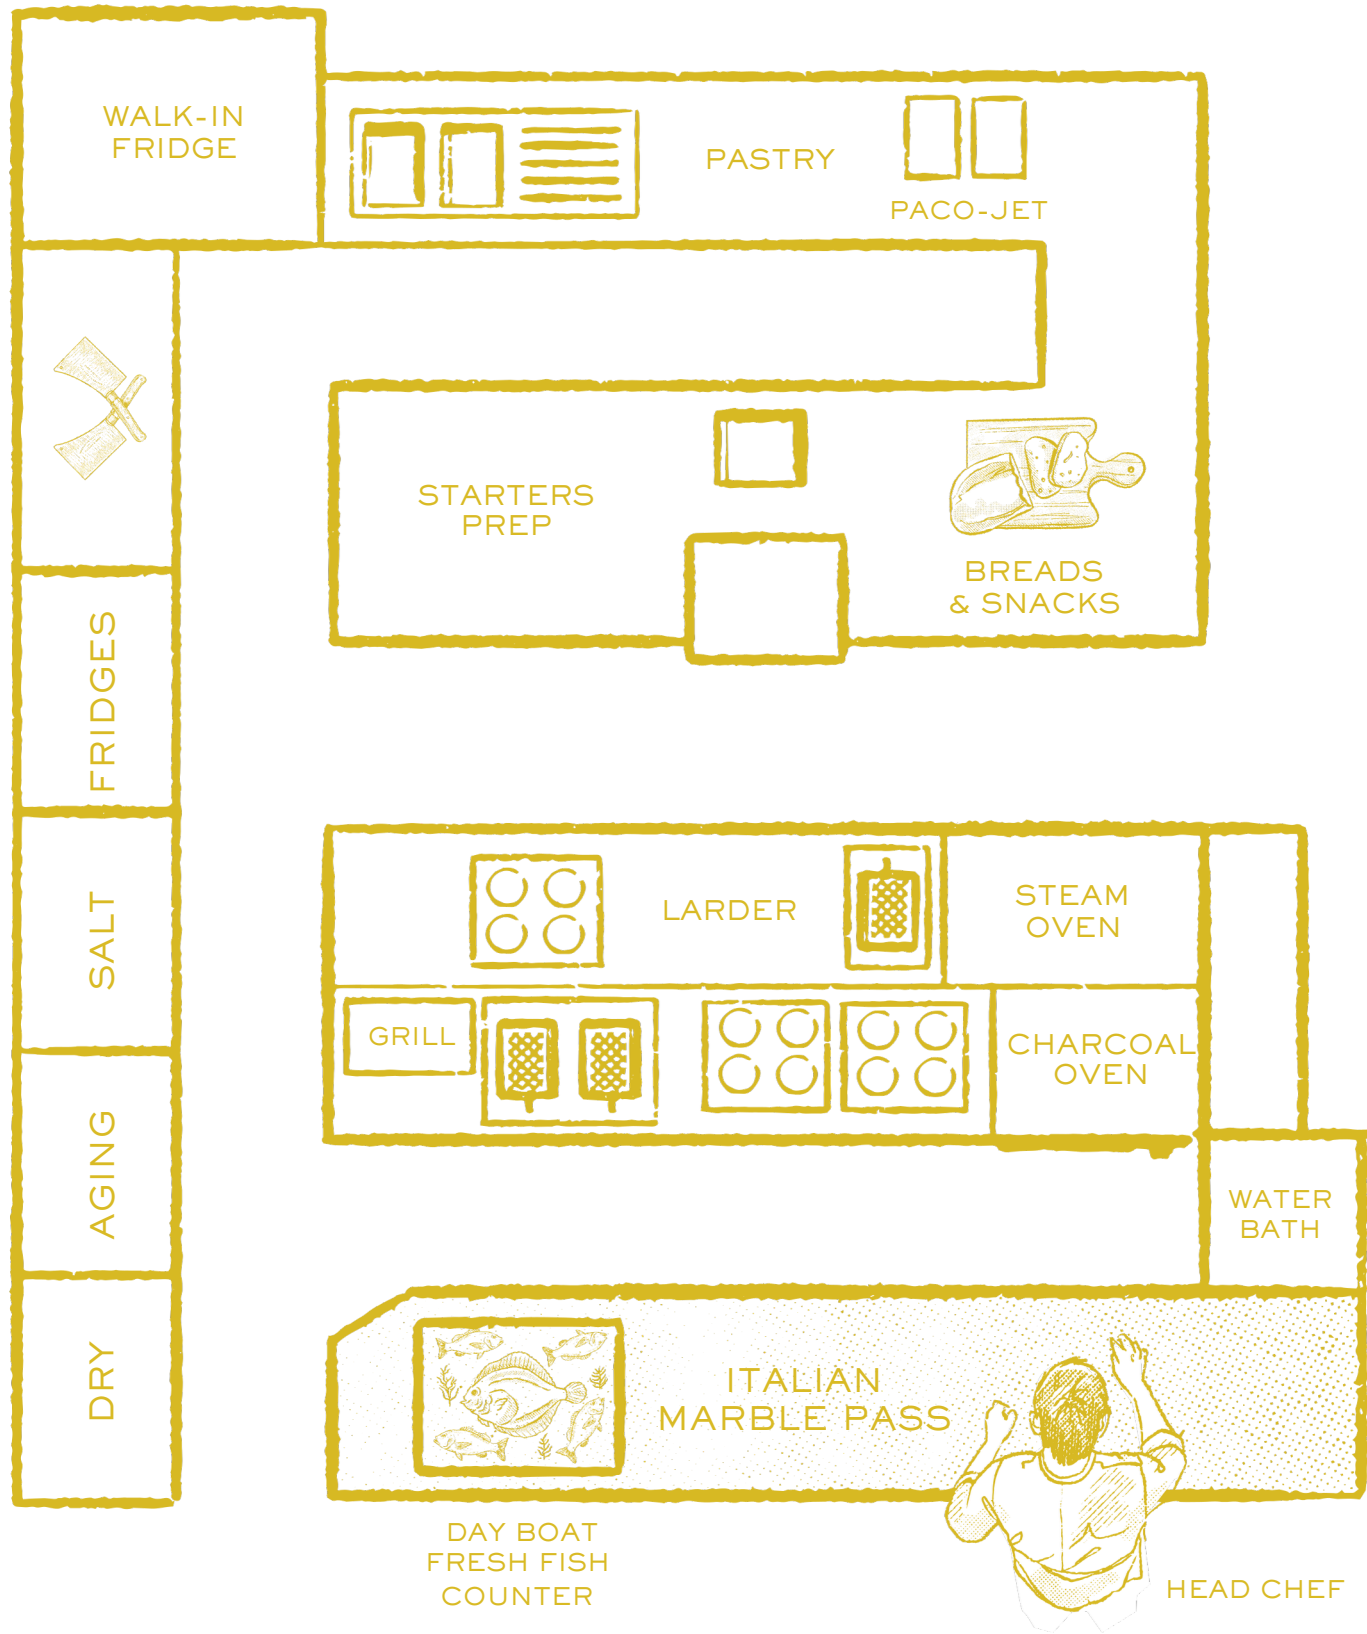 WALK-IN
FRIDGE
PASTRY
PACO-JET
STARTERS
PREP
BREADS
& SNACKS
FRIDGES
SALT
AGING
DRY
LARDER
STEAM
OVEN
GRILL
CHARCOAL
OVEN
WATER
BATH
ITALIAN
MARBLE PASS
DAY BOAT
FRESH FISH
COUNTER
HEAD CHEF